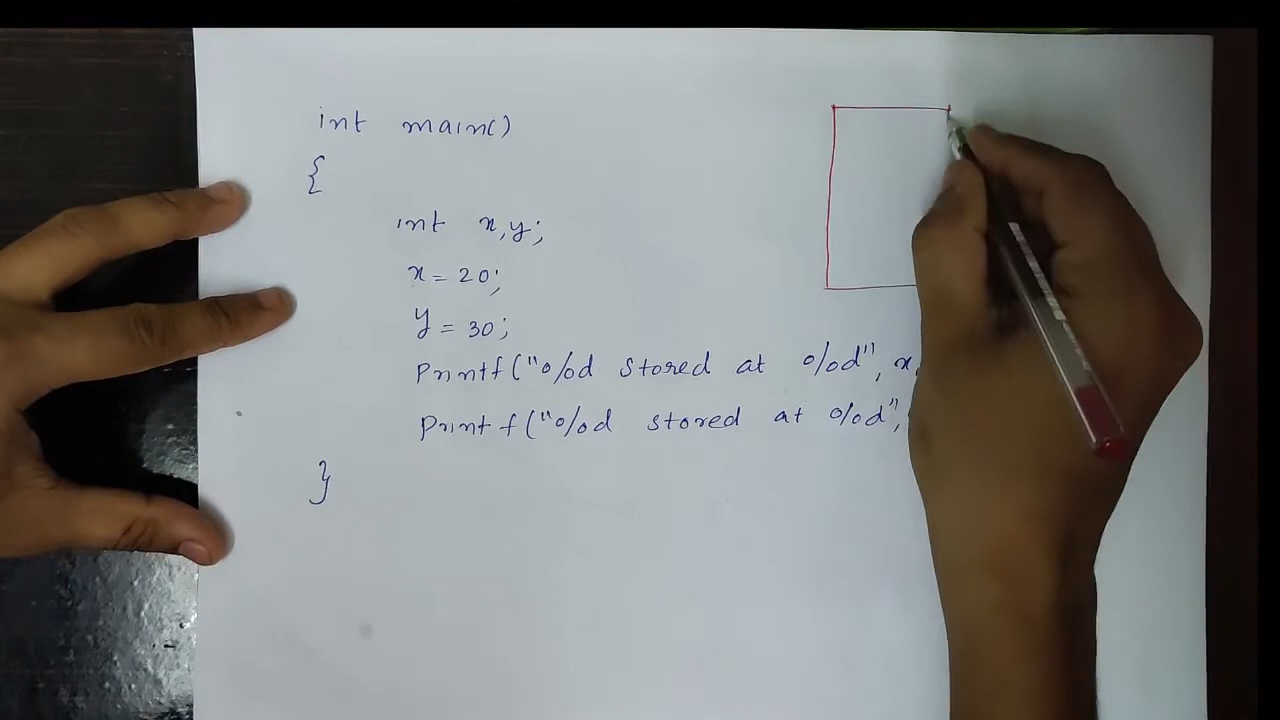 int main()
{
int x,y;
x = 20;
y = 30;
Printf("%d stored at %d", x,
Printf("%d stored at %d",
}